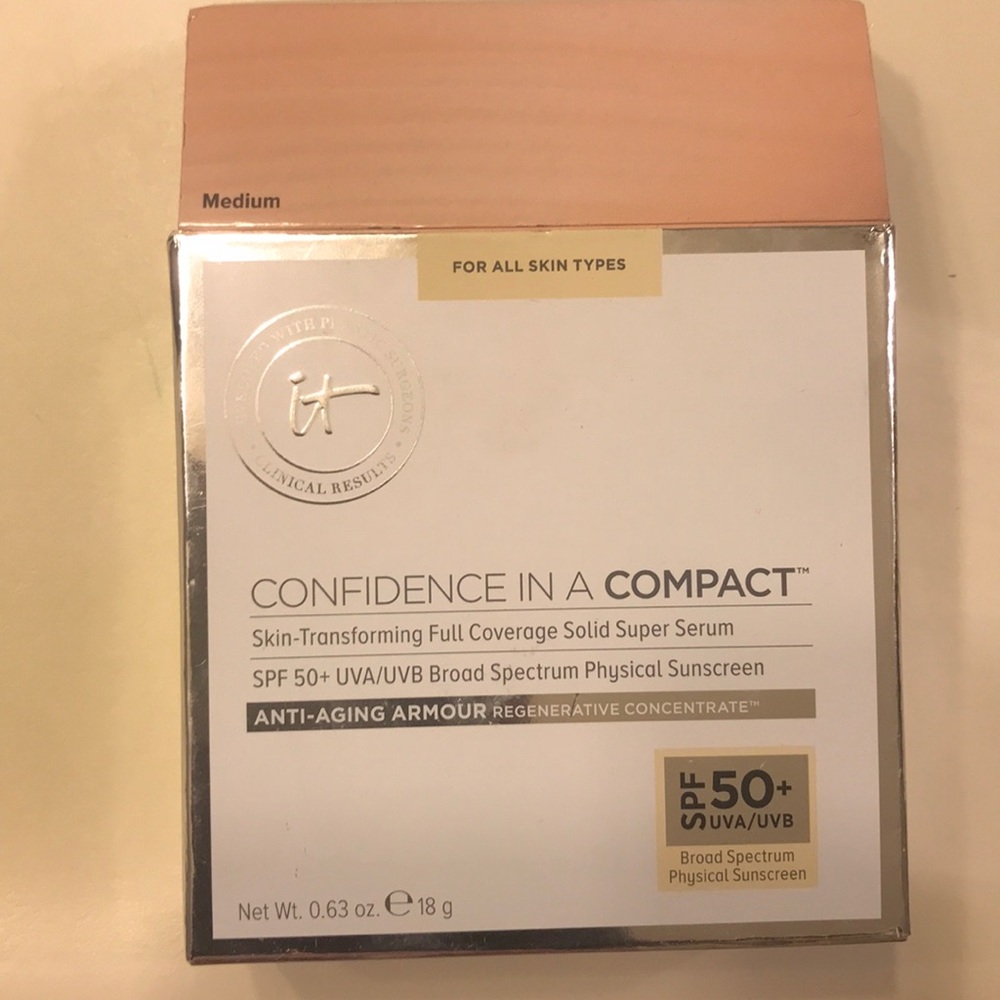 Medium
FOR ALL SKIN TYPES
WITH SURGEONS
it
CLINICAL RESULTS
CONFIDENCE IN A COMPACT™
Skin-Transforming Full Coverage Solid Super Serum
SPF 50+ UVA/UVB Broad Spectrum Physical Sunscreen
ANTI-AGING ARMOUR REGENERATIVE CONCENTRATE™
SPF 50+
UVA/UVB
Broad Spectrum
Physical Sunscreen
Net Wt. 0.63 oz. ℮ 18 g